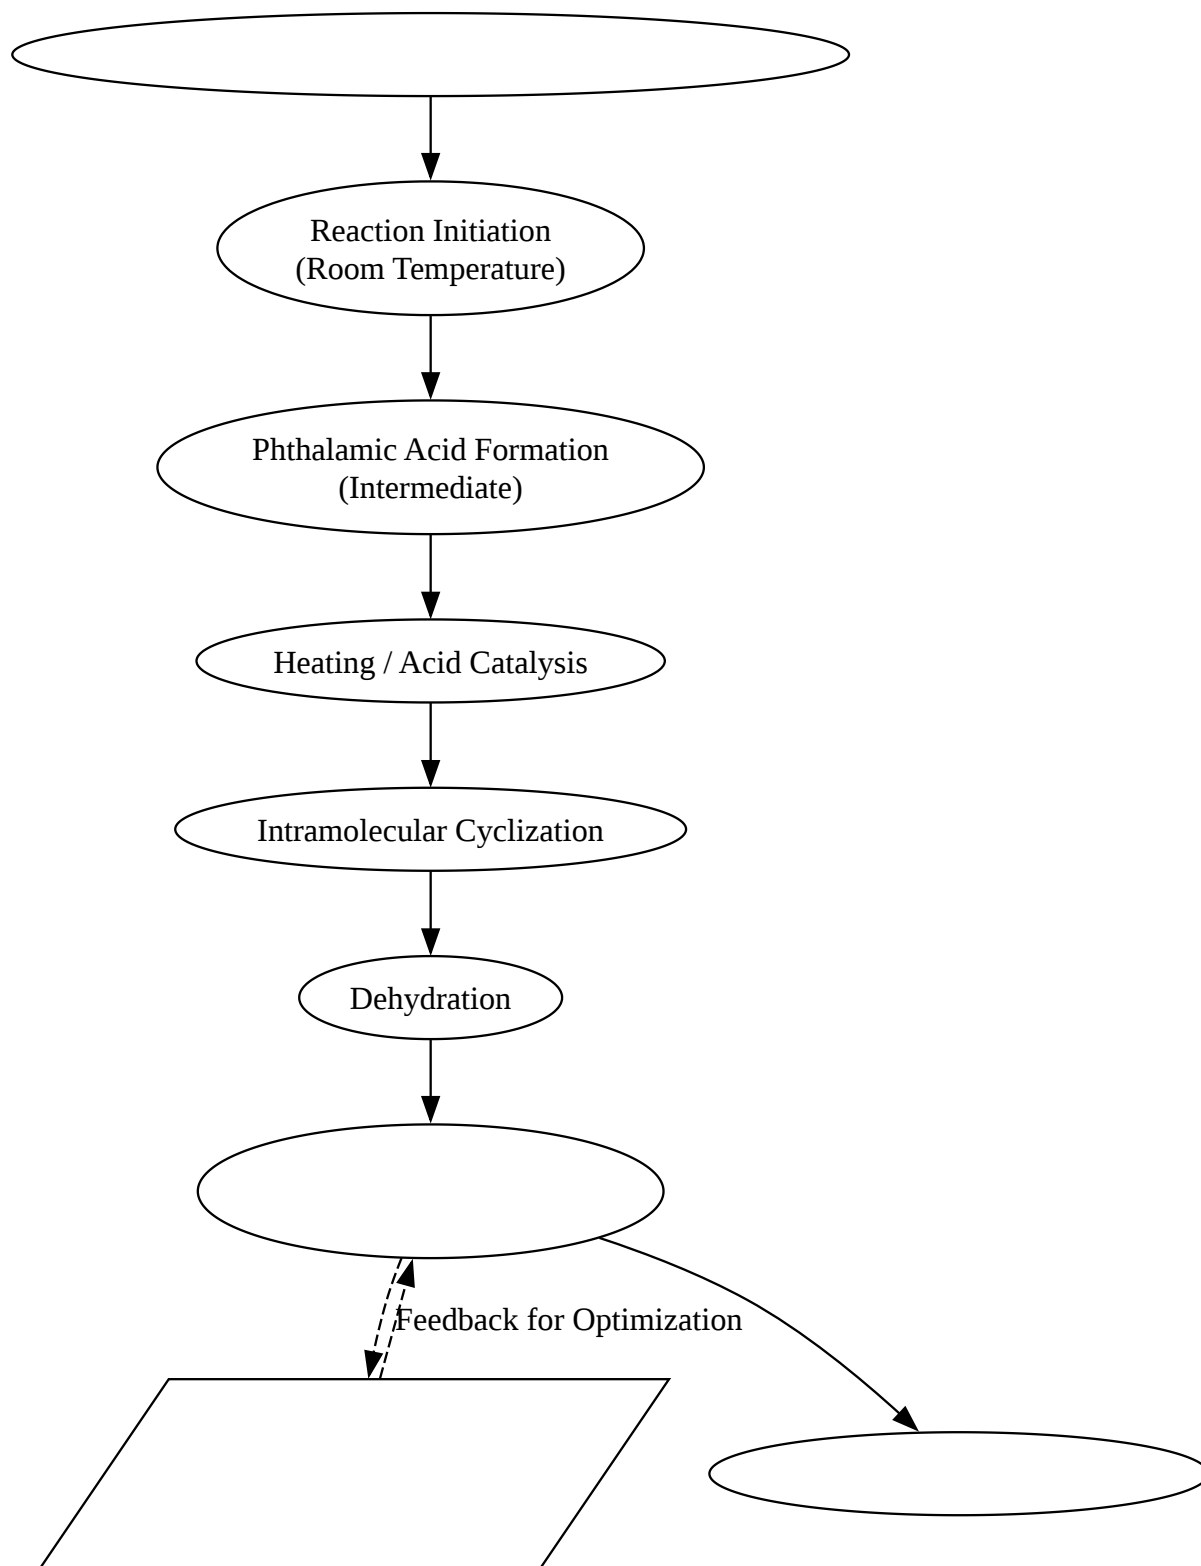 Reaction Initiation
(Room Temperature)
Phthalamic Acid Formation
(Intermediate)
Heating / Acid Catalysis
Intramolecular Cyclization
Dehydration
Feedback for Optimization